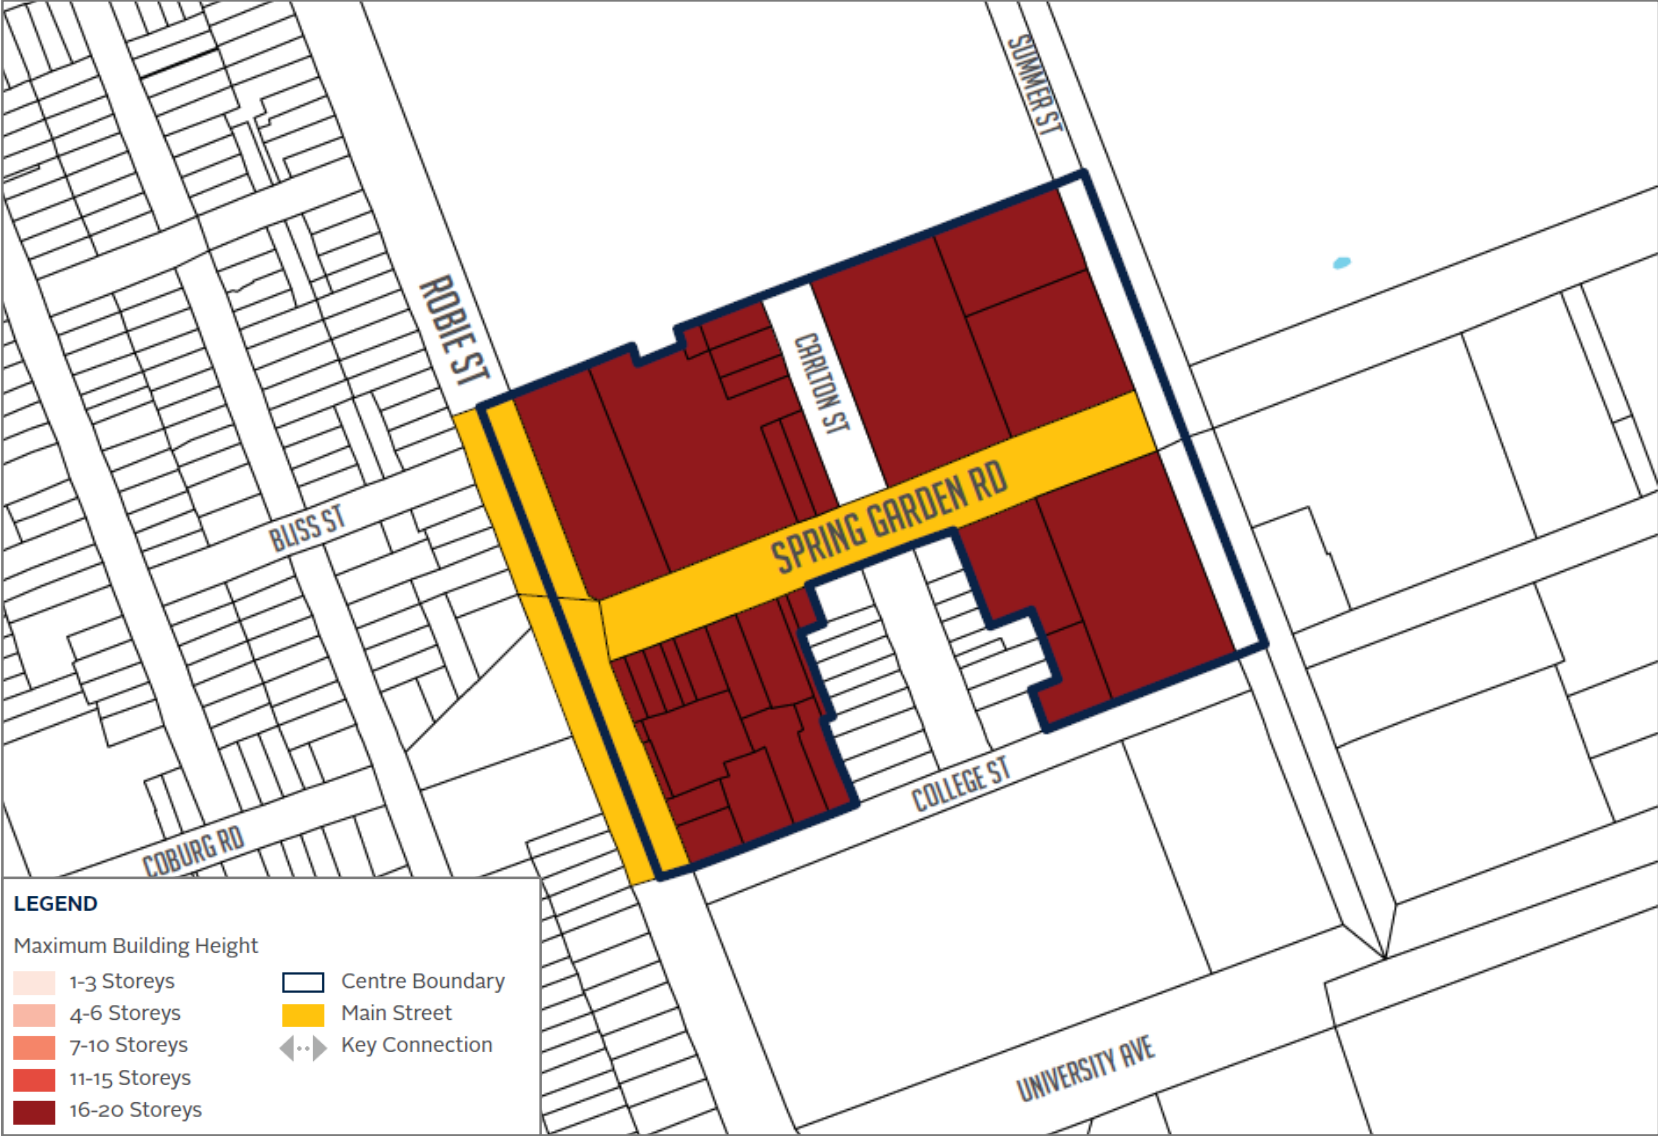 SUMMER ST
ROBIE ST
CARLTON ST
SPRING GARDEN RD
BLISS ST
COLLEGE ST
COBURG RD
UNIVERSITY AVE
LEGEND
Maximum Building Height
1-3 Storeys
4-6 Storeys
7-10 Storeys
11-15 Storeys
16-20 Storeys
Centre Boundary
Main Street
Key Connection